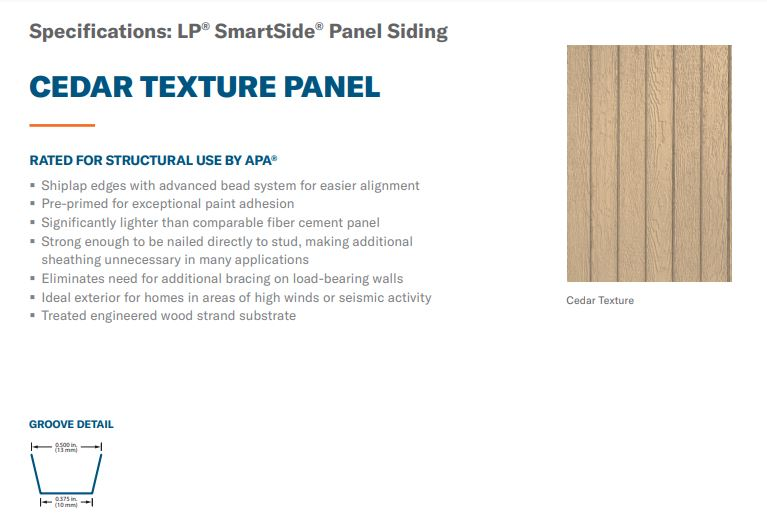 Specifications: LP® SmartSide® Panel Siding
CEDAR TEXTURE PANEL
RATED FOR STRUCTURAL USE BY APA®
▪ Shiplap edges with advanced bead system for easier alignment
▪ Pre-primed for exceptional paint adhesion
▪ Significantly lighter than comparable fiber cement panel
▪ Strong enough to be nailed directly to stud, making additional
sheathing unnecessary in many applications
▪ Eliminates need for additional bracing on load-bearing walls
▪ Ideal exterior for homes in areas of high winds or seismic activity
▪ Treated engineered wood strand substrate
Cedar Texture
GROOVE DETAIL
0.500 in.
(13 mm)
0.375 in.
(10 mm)